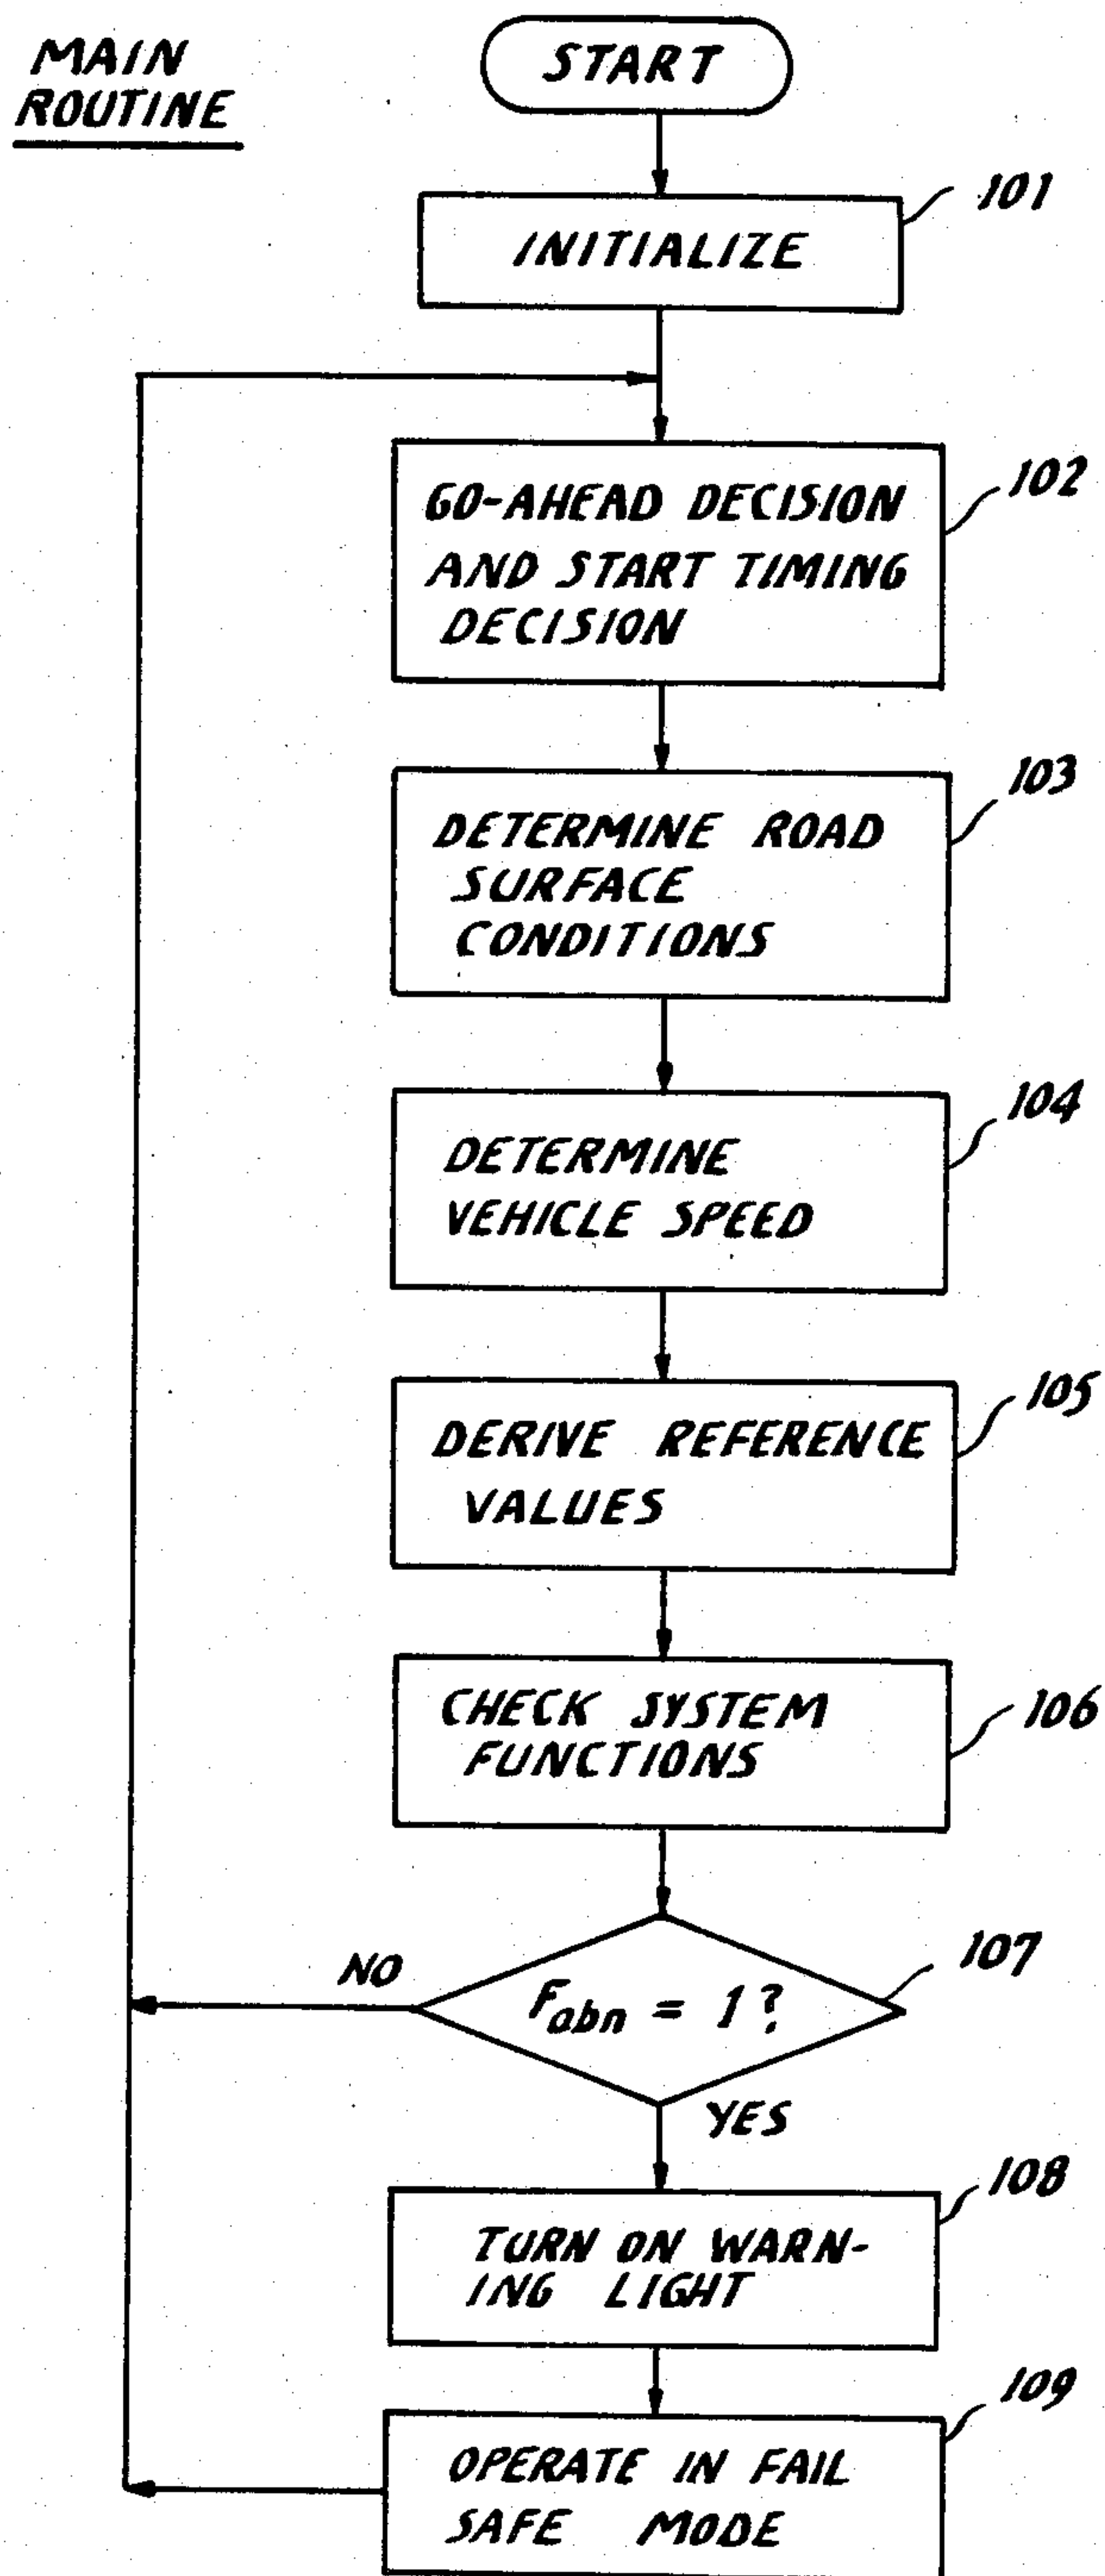 MAIN
ROUTINE
START
101
INITIALIZE
102
GO-AHEAD DECISION
AND START TIMING
DECISION
103
DETERMINE ROAD
SURFACE
CONDITIONS
104
DETERMINE
VEHICLE SPEED
105
DERIVE REFERENCE
VALUES
106
CHECK SYSTEM
FUNCTIONS
107
NO
Fabn = 1?
YES
108
TURN ON WARN-
ING LIGHT
109
OPERATE IN FAIL
SAFE MODE